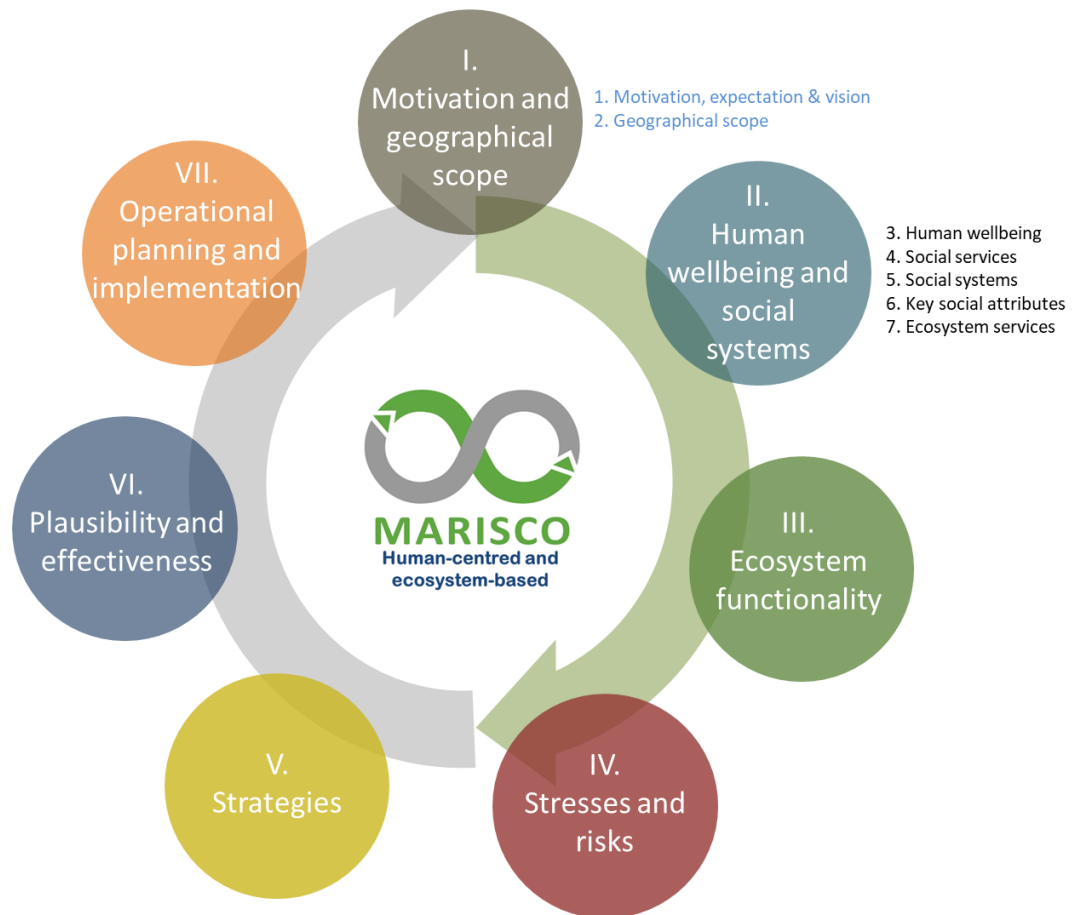 I.
Motivation and
geographical
scope
1. Motivation, expectation & vision
2. Geographical scope
II.
Human
wellbeing and
social
systems
3. Human wellbeing
4. Social services
5. Social systems
6. Key social attributes
7. Ecosystem services
III.
Ecosystem
functionality
IV.
Stresses and
risks
V.
Strategies
VI.
Plausibility and
effectiveness
VII.
Operational
planning and
implementation
MARISCO
Human-centred and
ecosystem-based